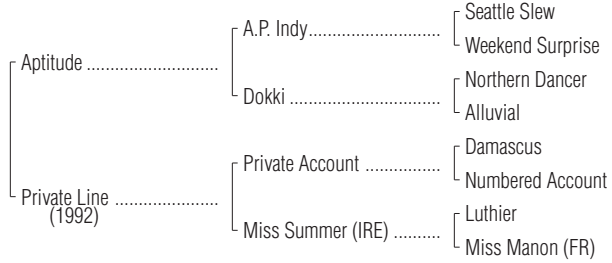 Seattle Slew
A.P. Indy..............................
Weekend Surprise
Aptitude ..............................
Northern Dancer
Dokki ...................................
Alluvial
Damascus
Private Account .................
Numbered Account
Private Line .......................
(1992)
Luthier
Miss Summer (IRE) ..........
Miss Manon (FR)